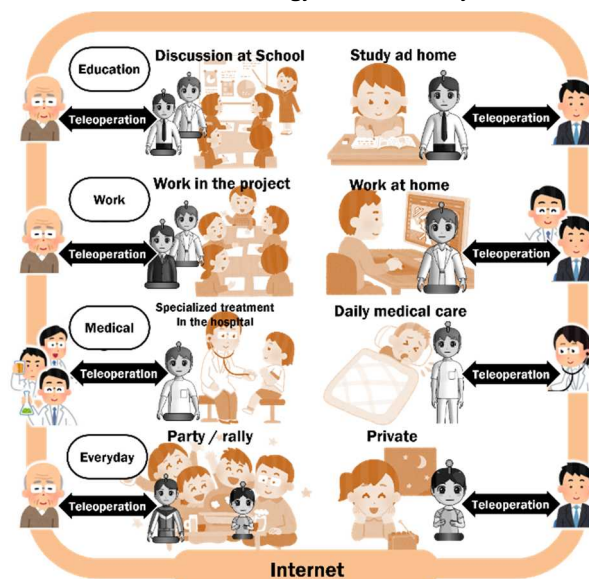 Education
Discussion at School
Study ad home
Teleoperation
Teleoperation
Work
Work in the project
Work at home
Teleoperation
Teleoperation
Medical
Specialized treatment
In the hospital
Daily medical care
Teleoperation
Teleoperation
Everyday
Party / rally
Private
Teleoperation
Teleoperation
Internet